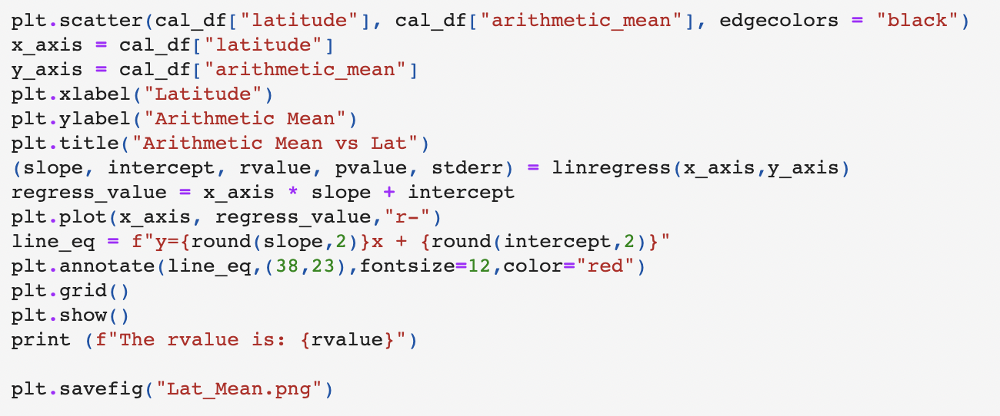 plt.scatter(cal_df["latitude"], cal_df["arithmetic_mean"], edgecolors = "black")
x_axis = cal_df["latitude"]
y_axis = cal_df["arithmetic_mean"]
plt.xlabel("Latitude")
plt.ylabel("Arithmetic Mean")
plt.title("Arithmetic Mean vs Lat")
(slope, intercept, rvalue, pvalue, stderr) = linregress(x_axis,y_axis)
regress_value = x_axis * slope + intercept
plt.plot(x_axis, regress_value,"r-")
line_eq = f"y={round(slope,2)}x + {round(intercept,2)}"
plt.annotate(line_eq,(38,23),fontsize=12,color="red")
plt.grid()
plt.show()
print (f"The rvalue is: {rvalue}")
plt.savefig("Lat_Mean.png")